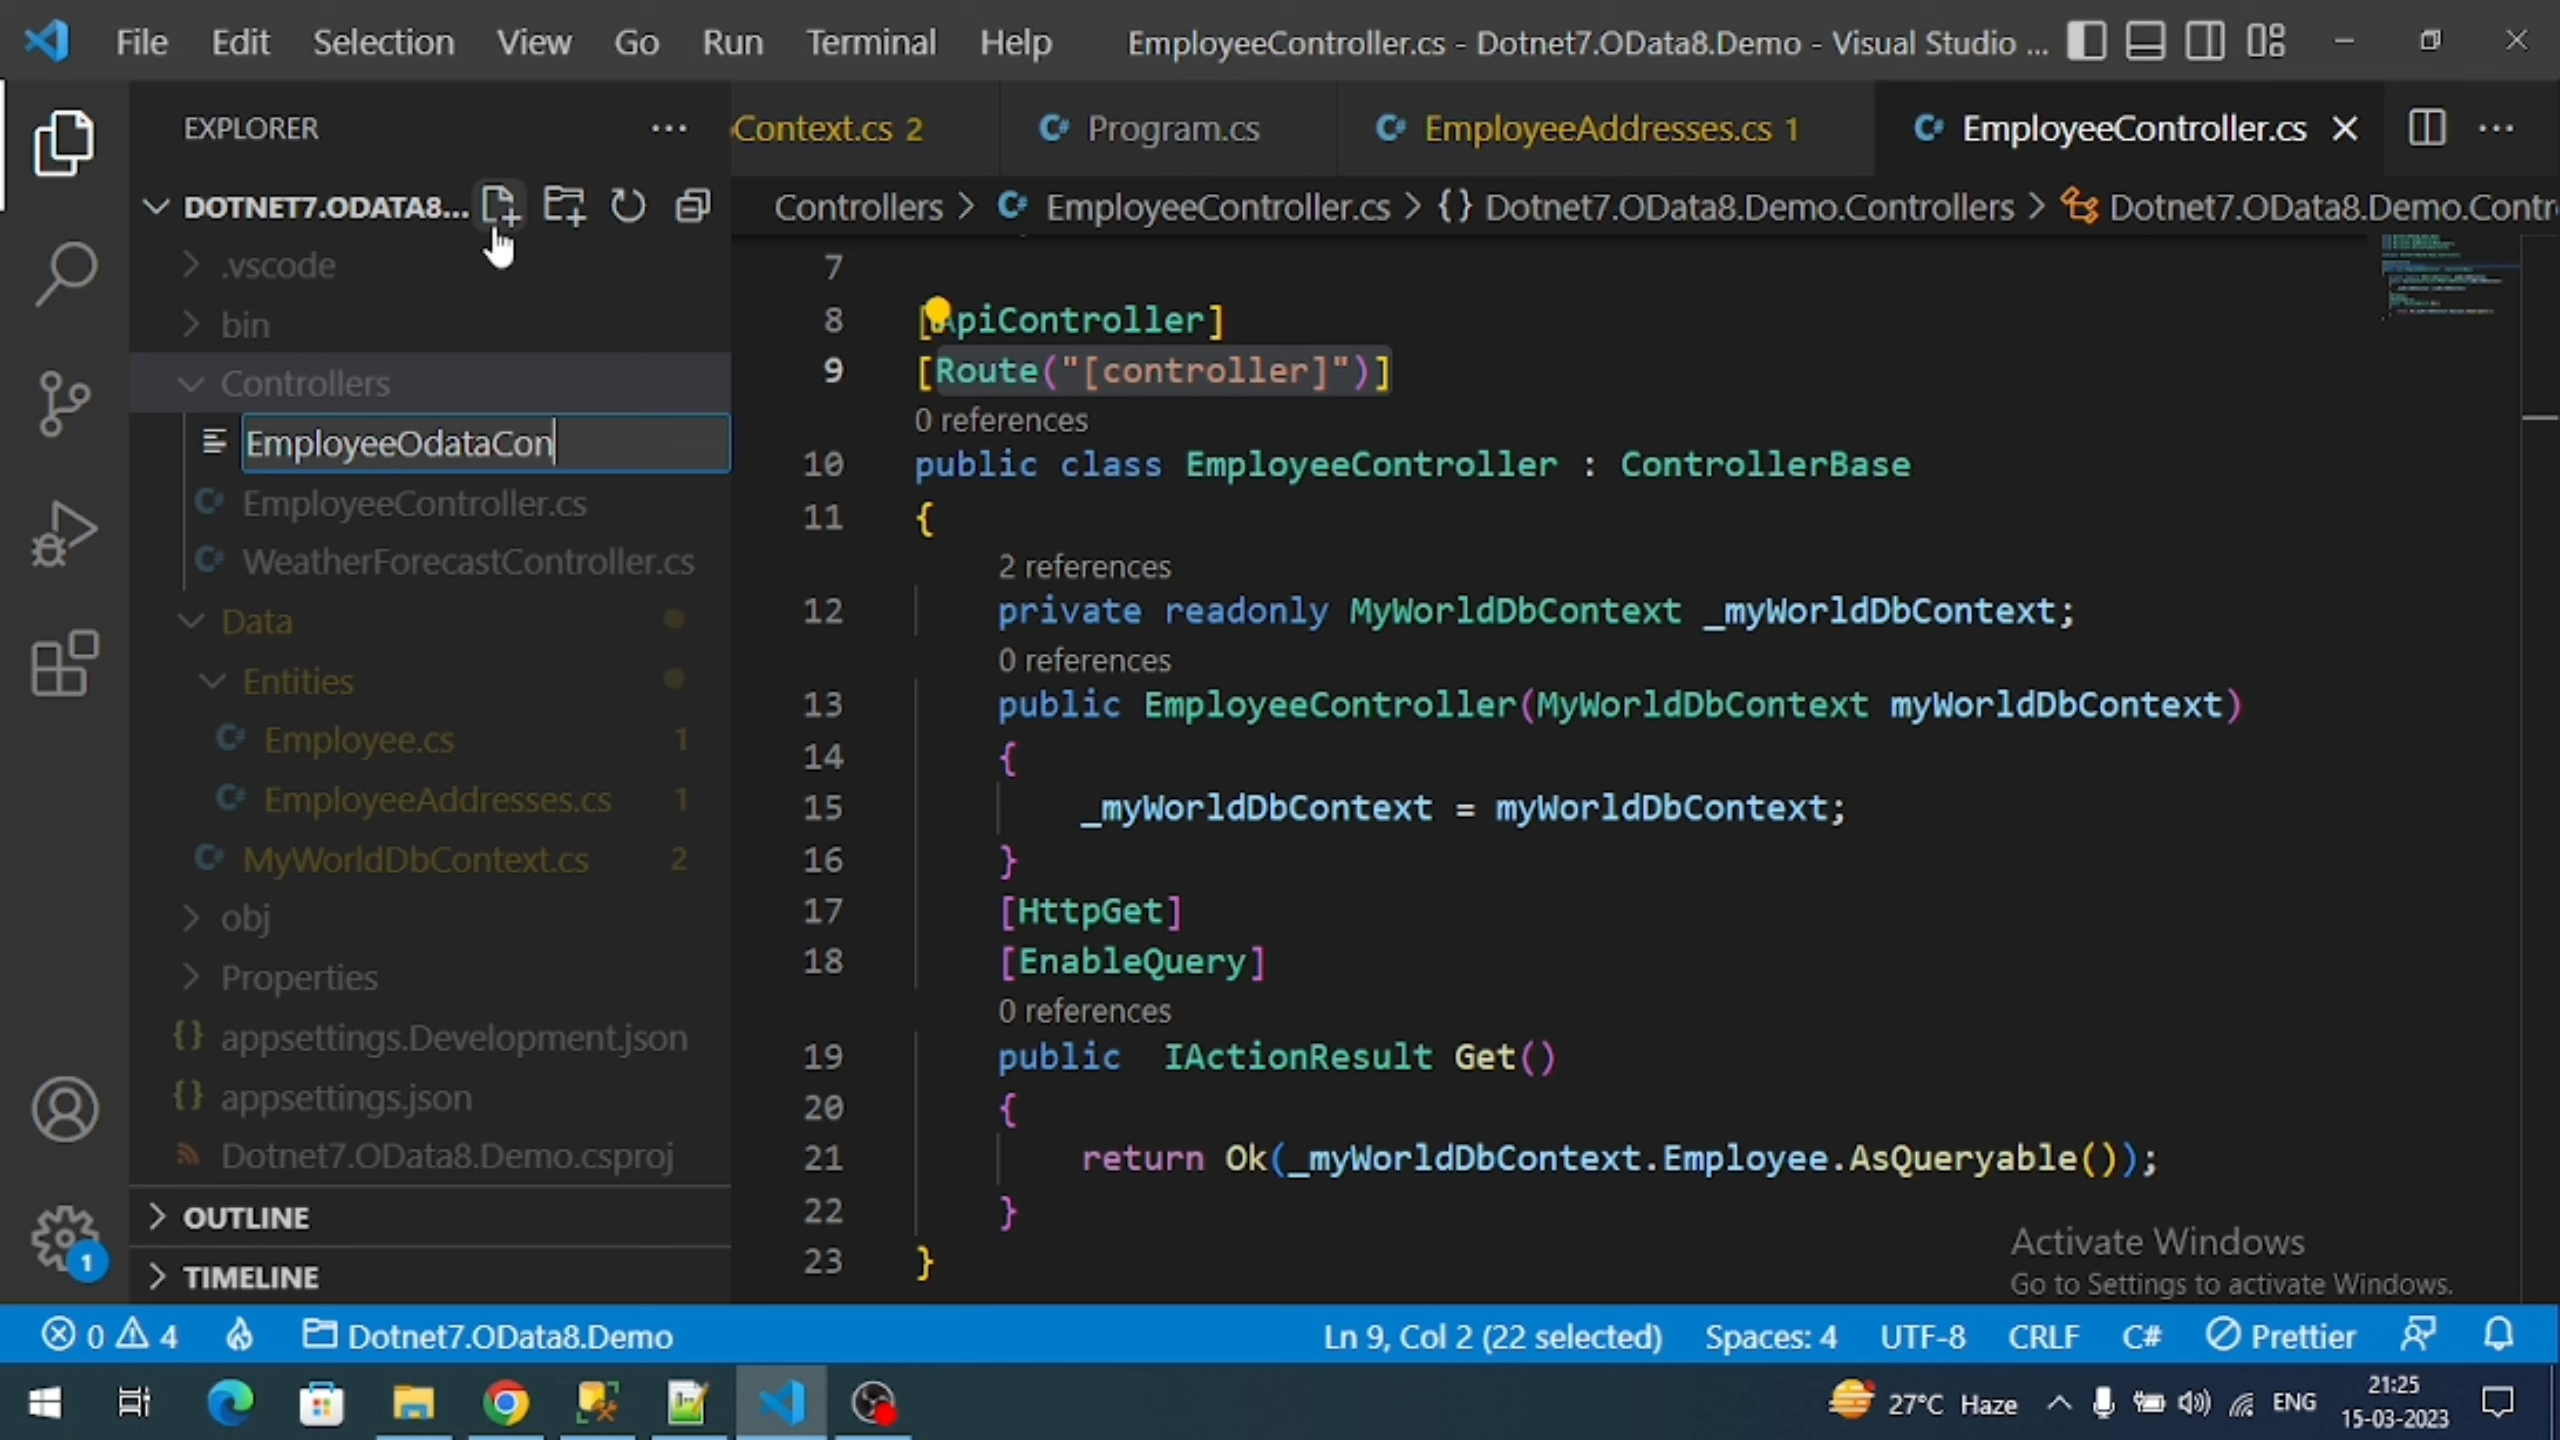 File Edit Selection View Go Run Terminal Help EmployeeController.cs - Dotnet7.OData8.Demo - Visual Studio ...
EXPLORER
Context.cs 2 Program.cs EmployeeAddresses.cs 1 EmployeeController.cs
DOTNET7.ODATA8...
Controllers > EmployeeController.cs > {} Dotnet7.OData8.Demo.Controllers > Dotnet7.OData8.Demo.Contr
.vscode
bin
Controllers
EmployeeOdataCon
EmployeeController.cs
WeatherForecastController.cs
Data
Entities
Employee.cs 1
EmployeeAddresses.cs 1
MyWorldDbContext.cs 2
obj
Properties
{} appsettings.Development.json
{} appsettings.json
Dotnet7.OData8.Demo.csproj
OUTLINE
TIMELINE
7
8 [ApiController]
9 [Route("[controller]")]
0 references
10 public class EmployeeController : ControllerBase
11 {
2 references
12 private readonly MyWorldDbContext _myWorldDbContext;
0 references
13 public EmployeeController(MyWorldDbContext myWorldDbContext)
14 {
15 _myWorldDbContext = myWorldDbContext;
16 }
17 [HttpGet]
18 [EnableQuery]
0 references
19 public  IActionResult Get()
20 {
21 return Ok(_myWorldDbContext.Employee.AsQueryable());
22 }
23 }
Activate Windows
Go to Settings to activate Windows.
1
0 4 Dotnet7.OData8.Demo Ln 9, Col 2 (22 selected) Spaces: 4 UTF-8 CRLF C# Prettier
27°C Haze ENG 21:25
15-03-2023